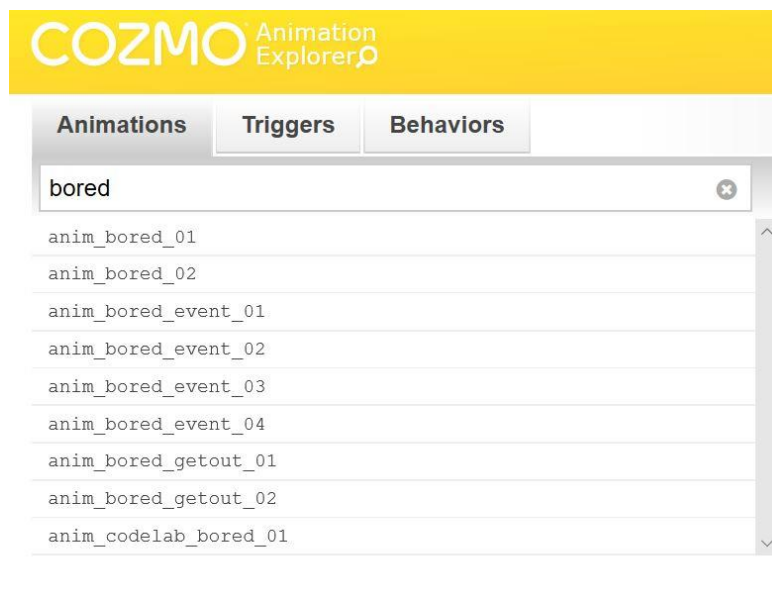 COZMO Animation
Explorer
Animations Triggers Behaviors
bored
anim_bored_01
anim_bored_02
anim_bored_event_01
anim_bored_event_02
anim_bored_event_03
anim_bored_event_04
anim_bored_getout_01
anim_bored_getout_02
anim_codelab_bored_01